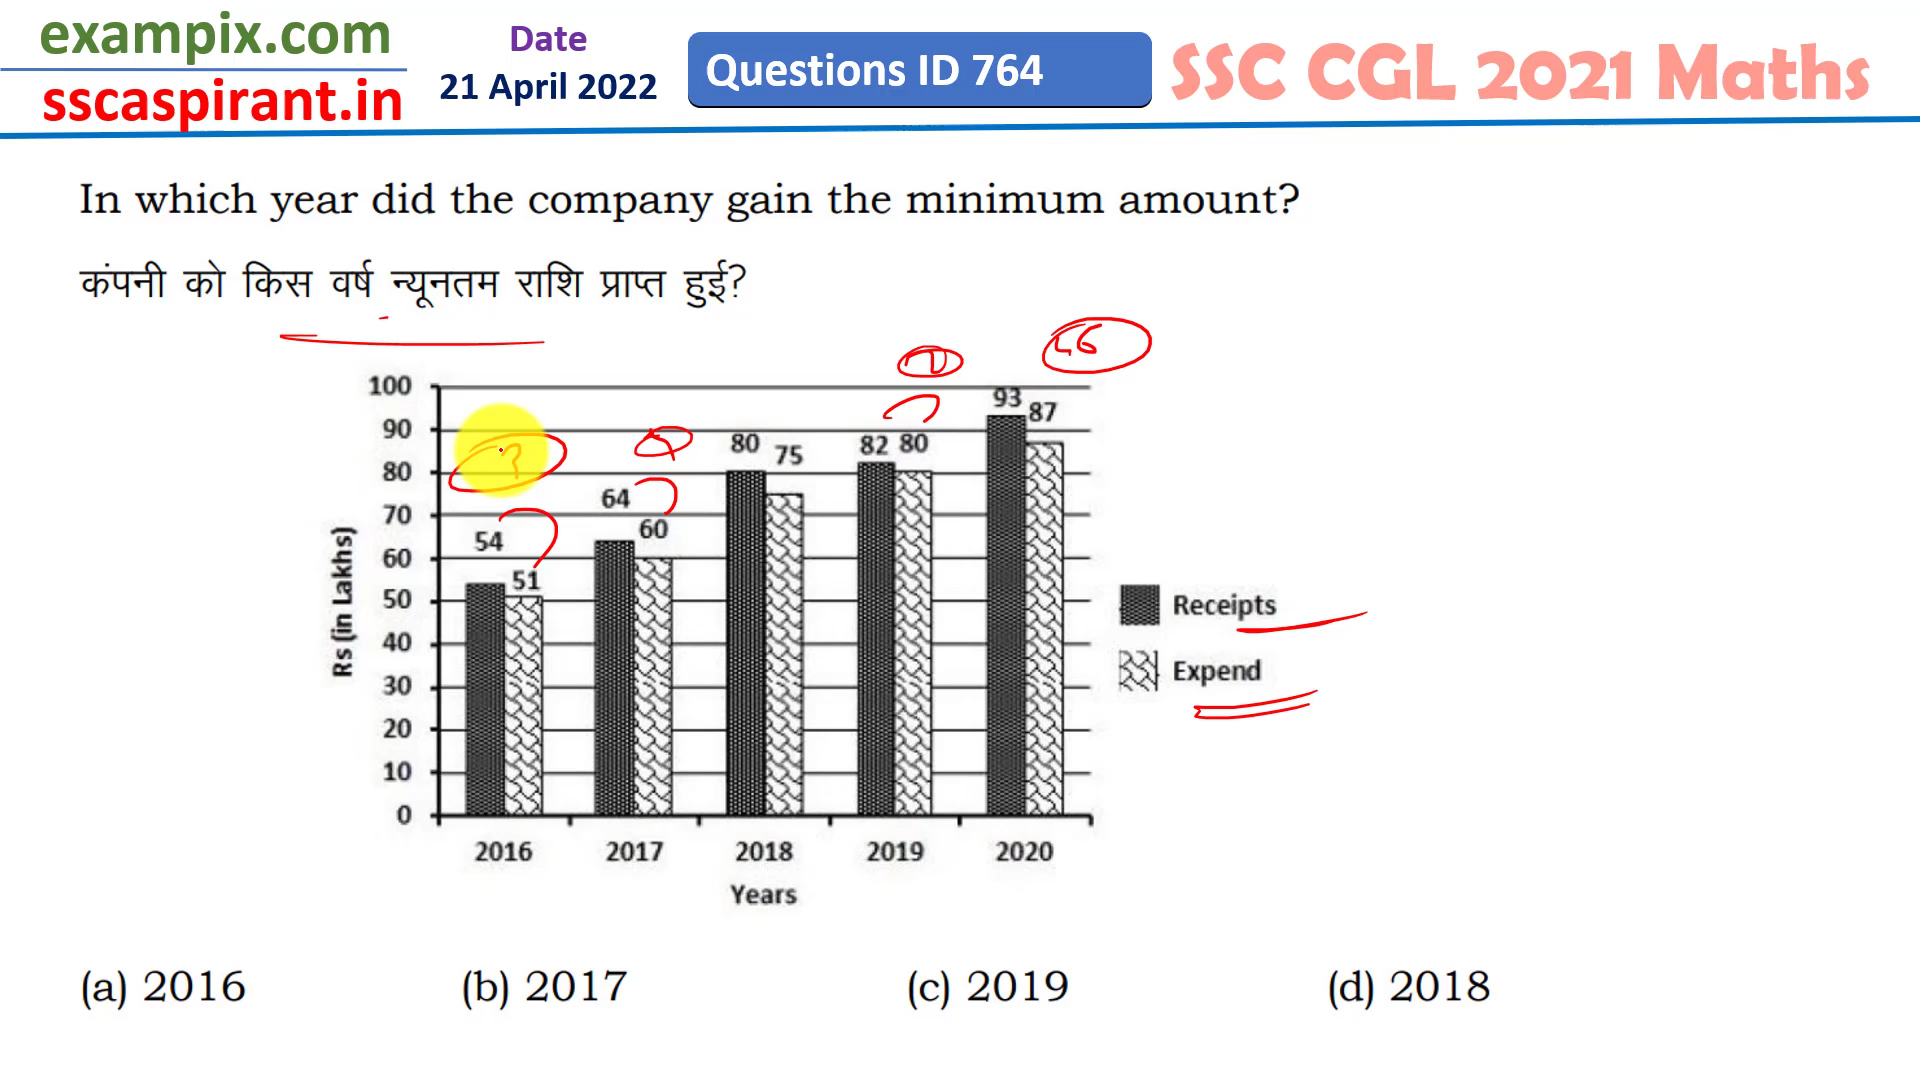 exampix.com
sscaspirant.in
Date
21 April 2022
Questions ID 764
SSC CGL 2021 Maths
In which year did the company gain the minimum amount?
कंपनी को किस वर्ष न्यूनतम राशि प्राप्त हुई?
Rs (in Lakhs)
100
90
80
70
60
50
40
30
20
10
0
54
51
64
60
80
75
82 80
93
87
2016 2017 2018 2019 2020
Years
Receipts
Expend
(a) 2016 (b) 2017 (c) 2019 (d) 2018